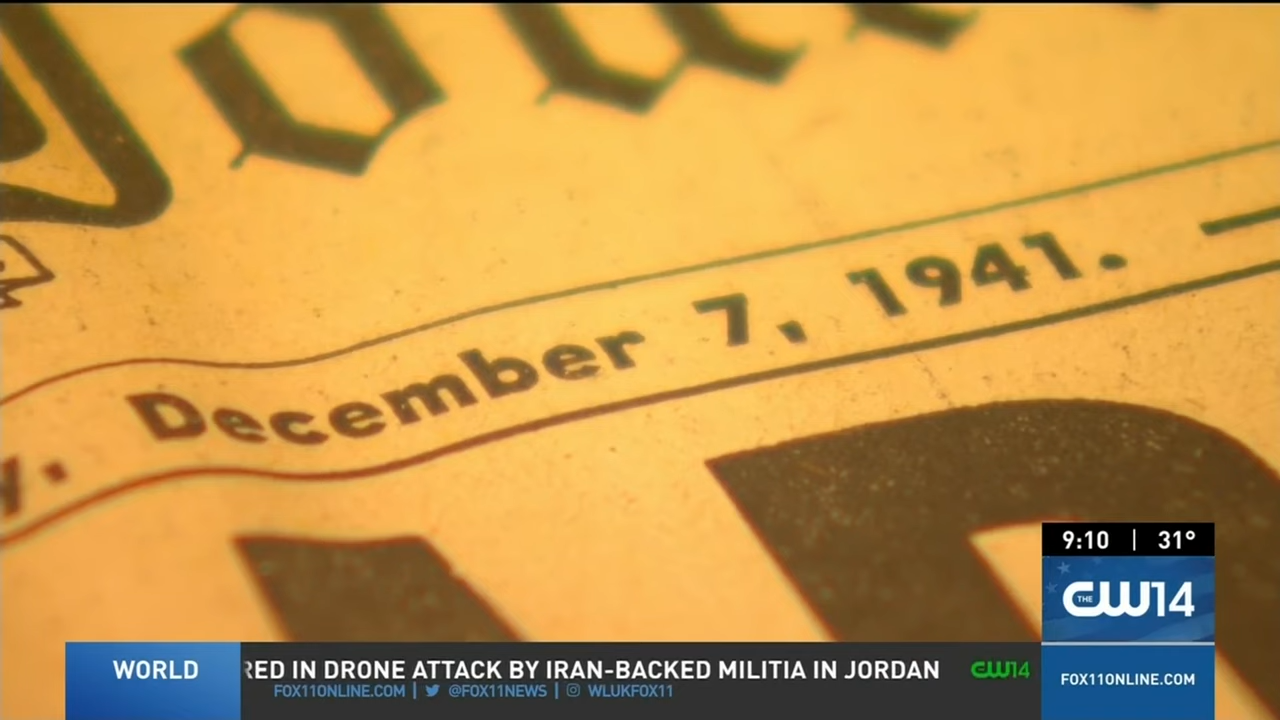 December 7, 1941.
9:10 | 31°
THE CW14
WORLD
RED IN DRONE ATTACK BY IRAN-BACKED MILITIA IN JORDAN
CW14
FOX11ONLINE.COM | @FOX11NEWS | WLUKFOX11
FOX11ONLINE.COM